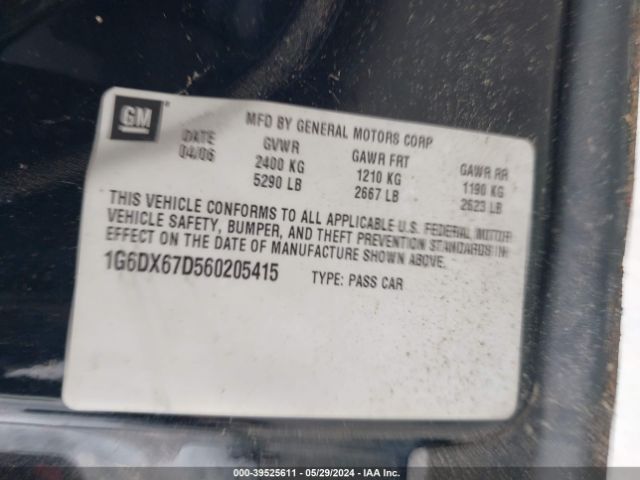 GM
MFD BY GENERAL MOTORS CORP
DATE GVWR GAWR FRT GAWR RR
04/06 2400 KG 1210 KG 1190 KG
5290 LB 2667 LB 2623 LB
THIS VEHICLE CONFORMS TO ALL APPLICABLE U.S. FEDERAL MOTOR
VEHICLE SAFETY, BUMPER, AND THEFT PREVENTION STANDARDS IN
EFFECT ON THE DATE OF MANUFACTURE SHOWN ABOVE.
1G6DX67D560205415 TYPE: PASS CAR
000-39525611 - 05/29/2024 - IAA Inc.